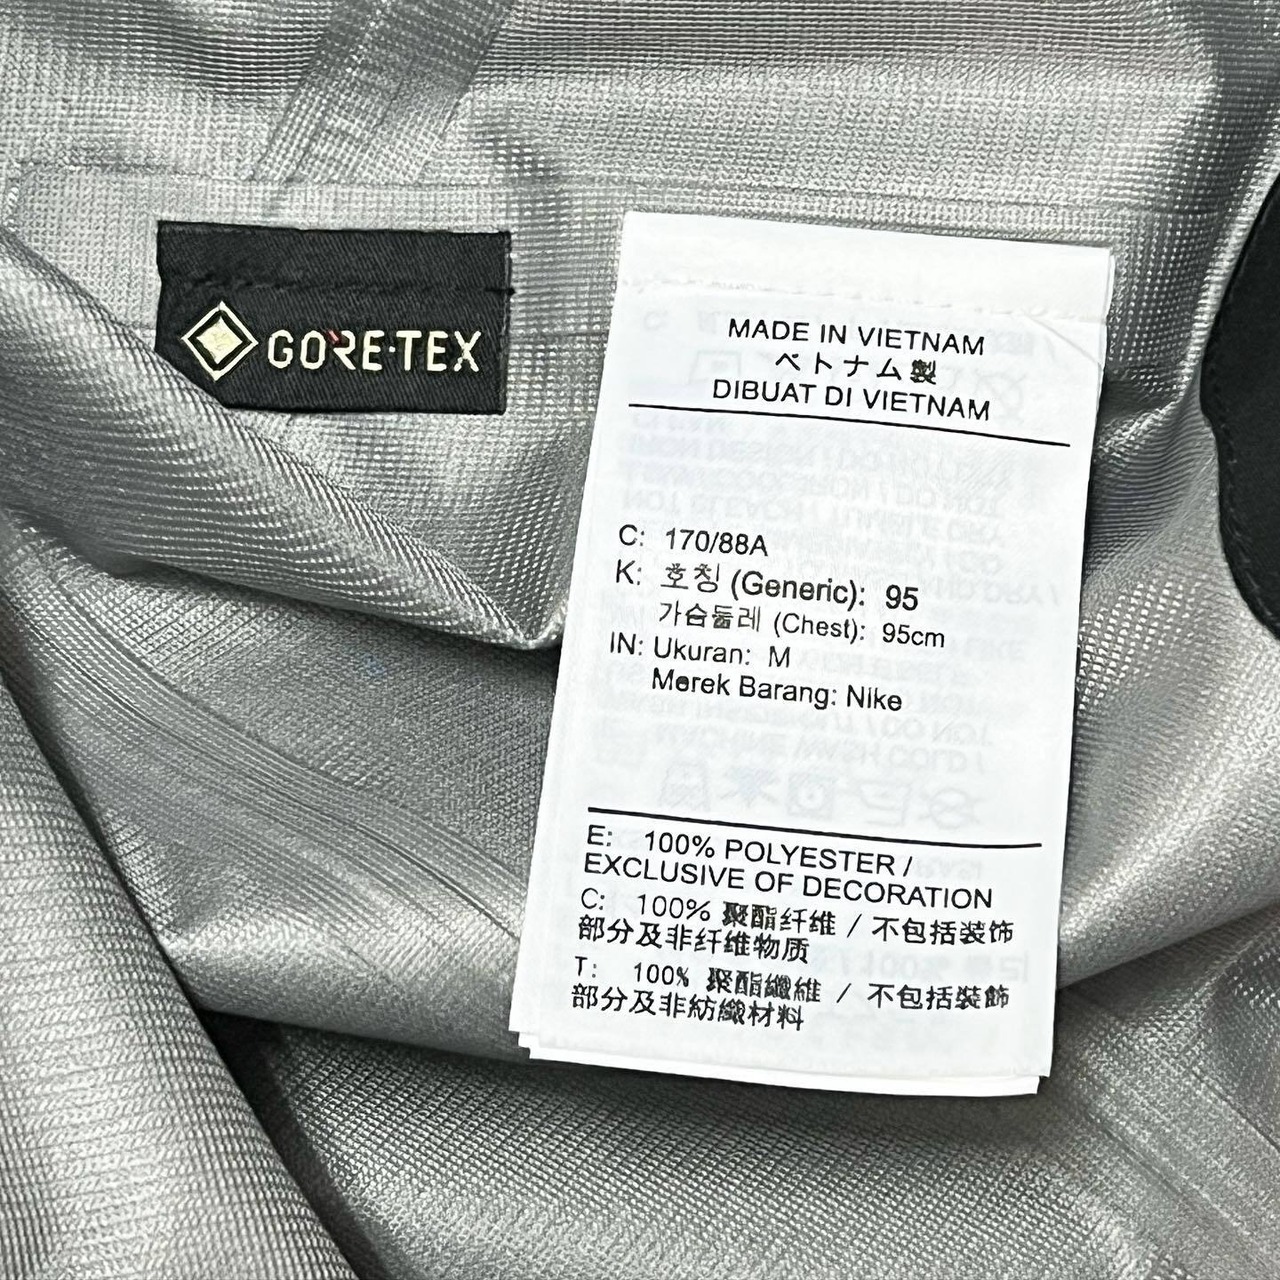 GORE-TEX
MADE IN VIETNAM
ベトナム製
DIBUAT DI VIETNAM
C: 170/88A
K: 호칭 (Generic): 95
가슴둘레 (Chest): 95cm
IN: Ukuran: M
Merek Barang: Nike
E: 100% POLYESTER /
EXCLUSIVE OF DECORATION
C: 100% 聚酯纤维 / 不包括装饰
部分及非纤维物质
T: 100% 聚酯纖維 / 不包括裝飾
部分及非紡織材料